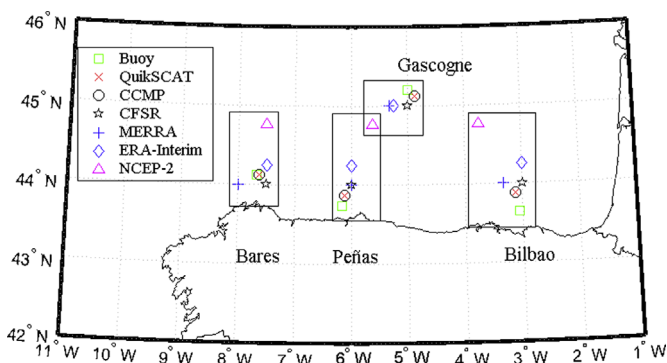 46° N
Gascogne
Buoy
QuikSCAT
CCMP
CFSR
MERRA
ERA-Interim
NCEP-2
45° N
44° N
43° N
Bares
Peñas
Bilbao
42° N
11° W
10° W
9° W
8° W
7° W
6° W
5° W
4° W
3° W
2° W
1° W